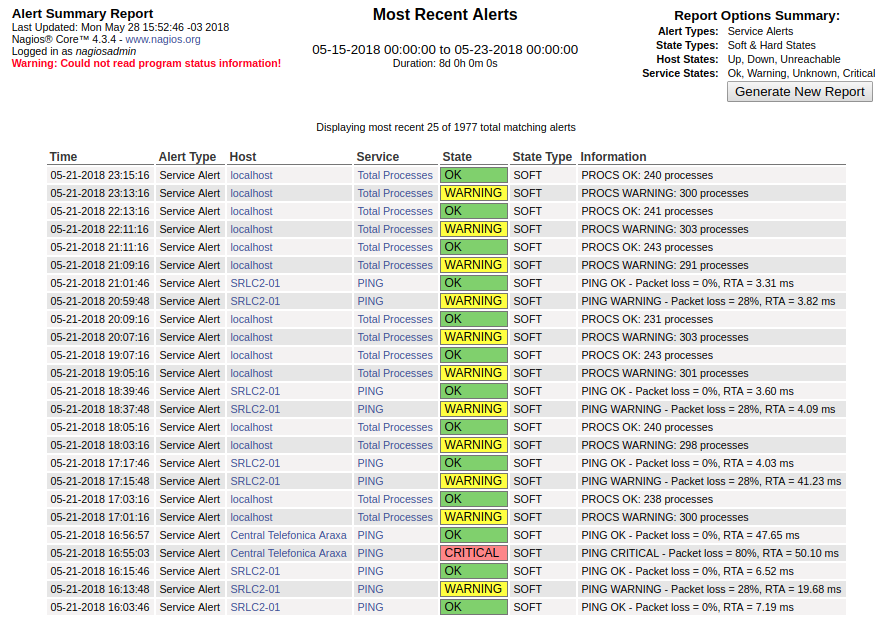 Alert Summary Report
Last Updated: Mon May 28 15:52:46 -03 2018
Nagios® Core™ 4.3.4 - www.nagios.org
Logged in as nagiosadmin
Warning: Could not read program status information!
Most Recent Alerts
05-15-2018 00:00:00 to 05-23-2018 00:00:00
Duration: 8d 0h 0m 0s
Report Options Summary:
Alert Types: Service Alerts
State Types: Soft & Hard States
Host States: Up, Down, Unreachable
Service States: Ok, Warning, Unknown, Critical
Generate New Report
Displaying most recent 25 of 1977 total matching alerts
Time Alert Type Host Service State State Type Information
05-21-2018 23:15:16 Service Alert localhost Total Processes OK SOFT PROCS OK: 240 processes
05-21-2018 23:13:16 Service Alert localhost Total Processes WARNING SOFT PROCS WARNING: 300 processes
05-21-2018 22:13:16 Service Alert localhost Total Processes OK SOFT PROCS OK: 241 processes
05-21-2018 22:11:16 Service Alert localhost Total Processes WARNING SOFT PROCS WARNING: 303 processes
05-21-2018 21:11:16 Service Alert localhost Total Processes OK SOFT PROCS OK: 243 processes
05-21-2018 21:09:16 Service Alert localhost Total Processes WARNING SOFT PROCS WARNING: 291 processes
05-21-2018 21:01:46 Service Alert SRLC2-01 PING OK SOFT PING OK - Packet loss = 0%, RTA = 3.31 ms
05-21-2018 20:59:48 Service Alert SRLC2-01 PING WARNING SOFT PING WARNING - Packet loss = 28%, RTA = 3.82 ms
05-21-2018 20:09:16 Service Alert localhost Total Processes OK SOFT PROCS OK: 231 processes
05-21-2018 20:07:16 Service Alert localhost Total Processes WARNING SOFT PROCS WARNING: 303 processes
05-21-2018 19:07:16 Service Alert localhost Total Processes OK SOFT PROCS OK: 243 processes
05-21-2018 19:05:16 Service Alert localhost Total Processes WARNING SOFT PROCS WARNING: 301 processes
05-21-2018 18:39:46 Service Alert SRLC2-01 PING OK SOFT PING OK - Packet loss = 0%, RTA = 3.60 ms
05-21-2018 18:37:48 Service Alert SRLC2-01 PING WARNING SOFT PING WARNING - Packet loss = 28%, RTA = 4.09 ms
05-21-2018 18:05:16 Service Alert localhost Total Processes OK SOFT PROCS OK: 240 processes
05-21-2018 18:03:16 Service Alert localhost Total Processes WARNING SOFT PROCS WARNING: 298 processes
05-21-2018 17:17:46 Service Alert SRLC2-01 PING OK SOFT PING OK - Packet loss = 0%, RTA = 4.03 ms
05-21-2018 17:15:48 Service Alert SRLC2-01 PING WARNING SOFT PING WARNING - Packet loss = 28%, RTA = 41.23 ms
05-21-2018 17:03:16 Service Alert localhost Total Processes OK SOFT PROCS OK: 238 processes
05-21-2018 17:01:16 Service Alert localhost Total Processes WARNING SOFT PROCS WARNING: 300 processes
05-21-2018 16:56:57 Service Alert Central Telefonica Araxa PING OK SOFT PING OK - Packet loss = 0%, RTA = 47.65 ms
05-21-2018 16:55:03 Service Alert Central Telefonica Araxa PING CRITICAL SOFT PING CRITICAL - Packet loss = 80%, RTA = 50.10 ms
05-21-2018 16:15:46 Service Alert SRLC2-01 PING OK SOFT PING OK - Packet loss = 0%, RTA = 6.52 ms
05-21-2018 16:13:48 Service Alert SRLC2-01 PING WARNING SOFT PING WARNING - Packet loss = 28%, RTA = 19.68 ms
05-21-2018 16:03:46 Service Alert SRLC2-01 PING OK SOFT PING OK - Packet loss = 0%, RTA = 7.19 ms